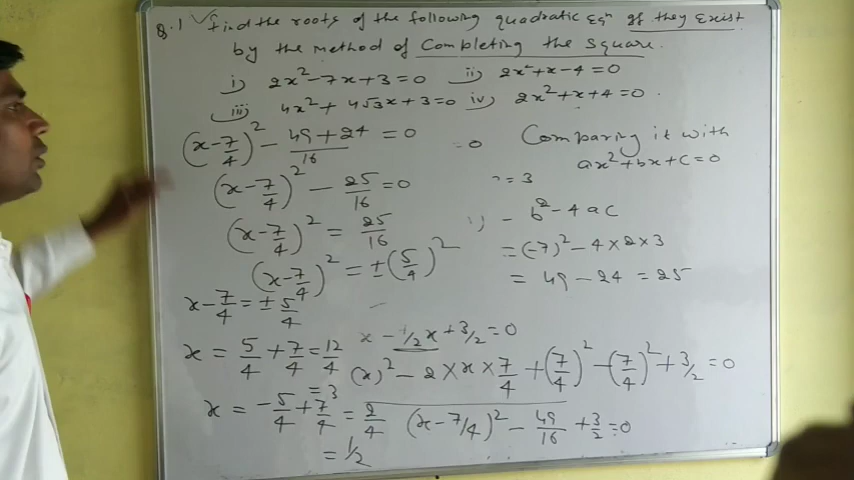 Q.1 Find the roots of the following quadratic Eqn if they Exist
by the method of Completing the square.
i) 2x²-7x+3=0 ii) 2x²+x-4=0
iii) 4x²+4√3x+3=0 iv) 2x²+x+4=0.
(x-7/4)² - 49+24/16 = 0
(x-7/4)² - 25/16 = 0
(x-7/4)² = 25/16
(x-7/4)² = ±(5/4)²
x-7/4 = ±5/4
x = 5/4+7/4 = 12/4
= 3
x = -5/4+7/4 = 2/4
= 1/2
=0 Comparing it with
ax²+bx+c=0
= 3
- b²-4ac
= (-7)²-4×2×3
= 49-24 = 25
x - 1/2x+3/2=0
(x)²-2×x×7/4+(7/4)²-(7/4)²+3/2=0
(x-7/4)²-49/16+3/2=0